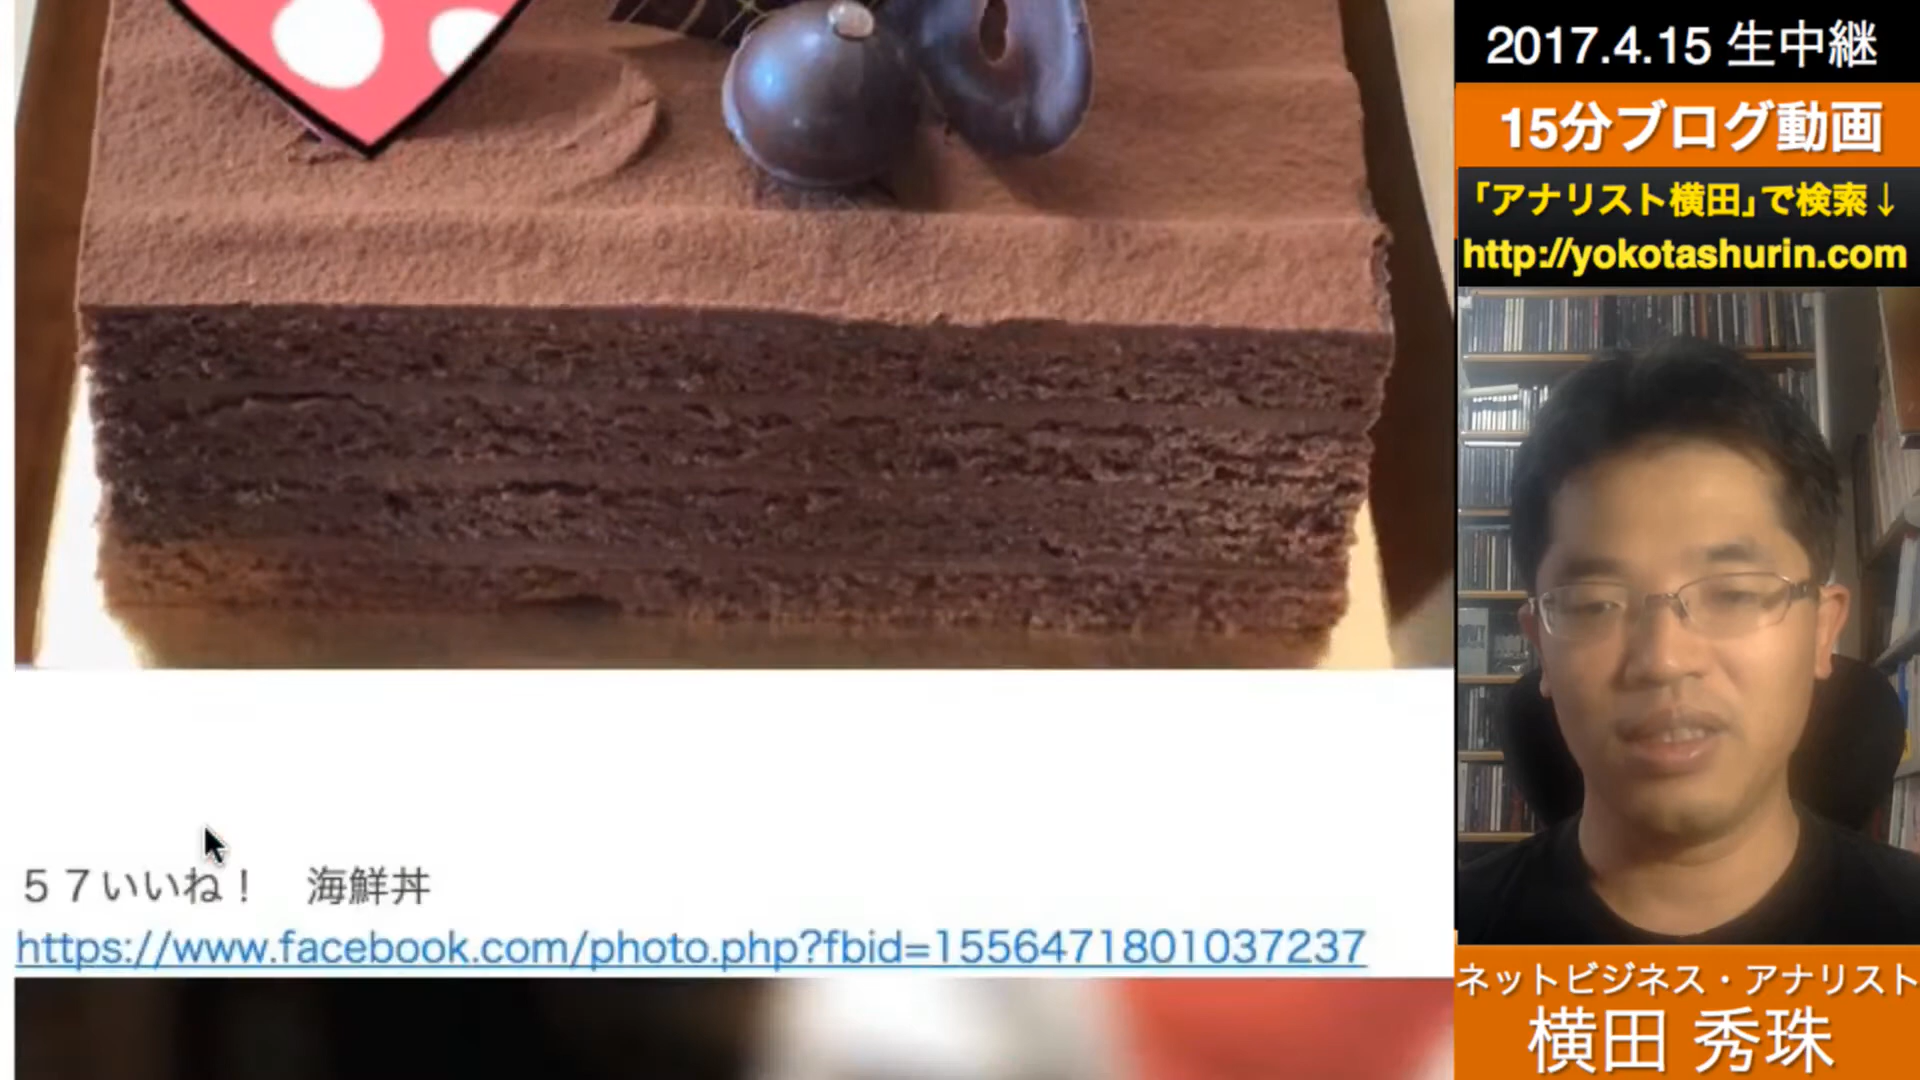 2017.4.15 生中継
15分ブログ動画
「アナリスト横田」で検索↓
http://yokotashurin.com
５７いいね！　海鮮丼
https://www.facebook.com/photo.php?fbid=1556471801037237
ネットビジネス・アナリスト
横田 秀珠